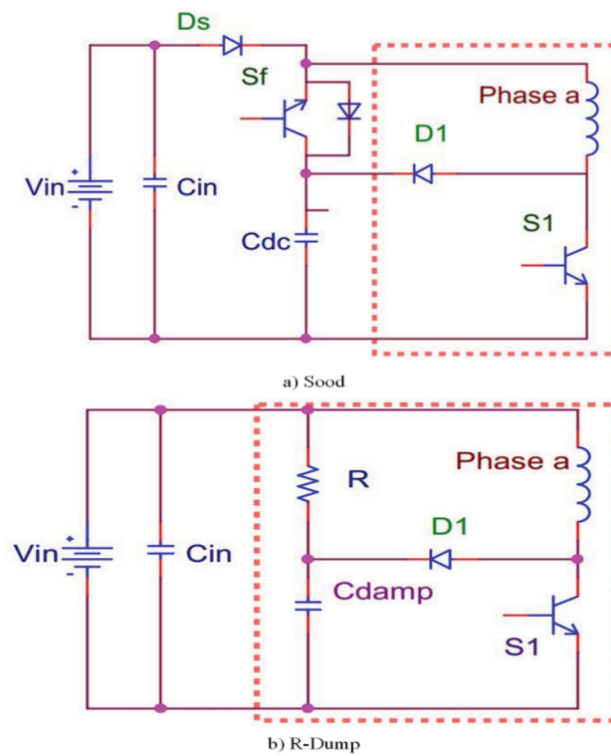 Ds
Sf
Phase a
D1
Vin
+
-
Cin
S1
Cdc
a) Sood
Phase a
R
D1
Vin
+
-
Cin
Cdamp
S1
b) R-Dump